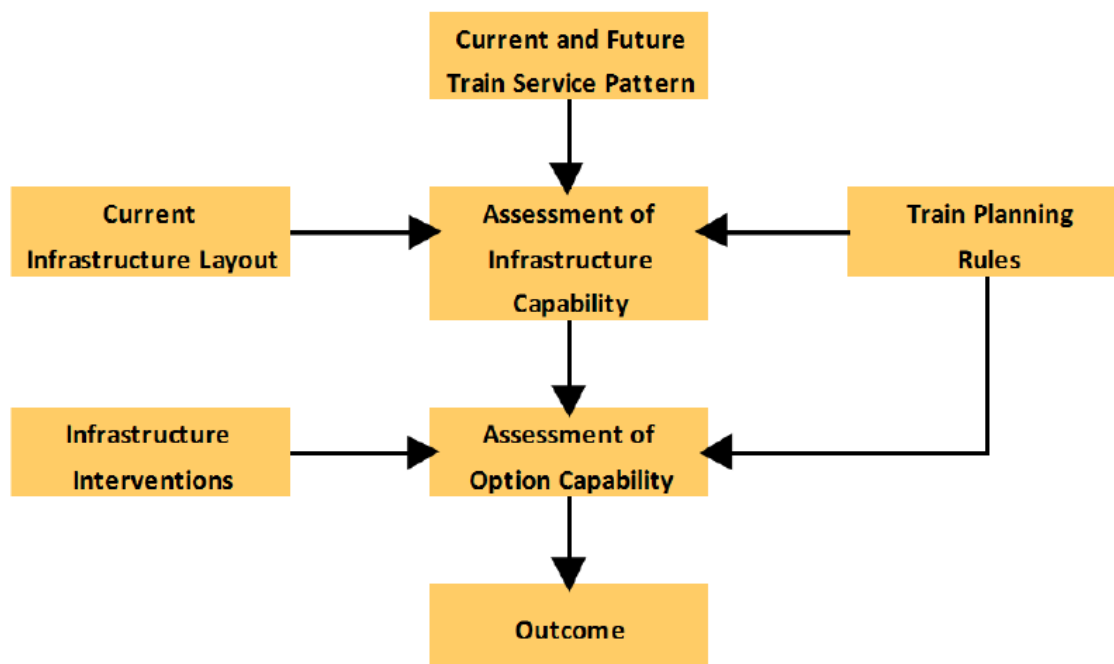 Current and Future
Train Service Pattern
Current
Infrastructure Layout
Assessment of
Infrastructure
Capability
Train Planning
Rules
Infrastructure
Interventions
Assessment of
Option Capability
Outcome